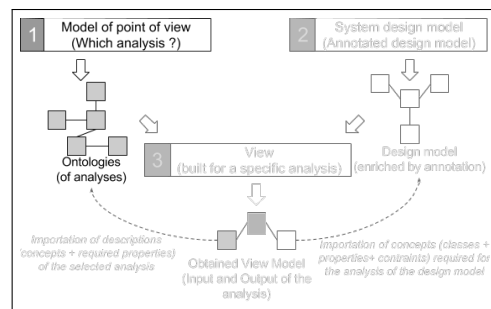 1
Model of point of view
(Which analysis ?)
2
System design model
(Annotated design model)
Ontologies
(of analyses)
3
View
(built for a specific analysis)
Design model
(enriched by annotation)
Importation of descriptions
'concepts + required properties)
of the selected analysis
Obtained View Model
(Input and Output of the
analysis)
Importation of concepts (classes +
properties+ contraints) required for
the analysis of the design model